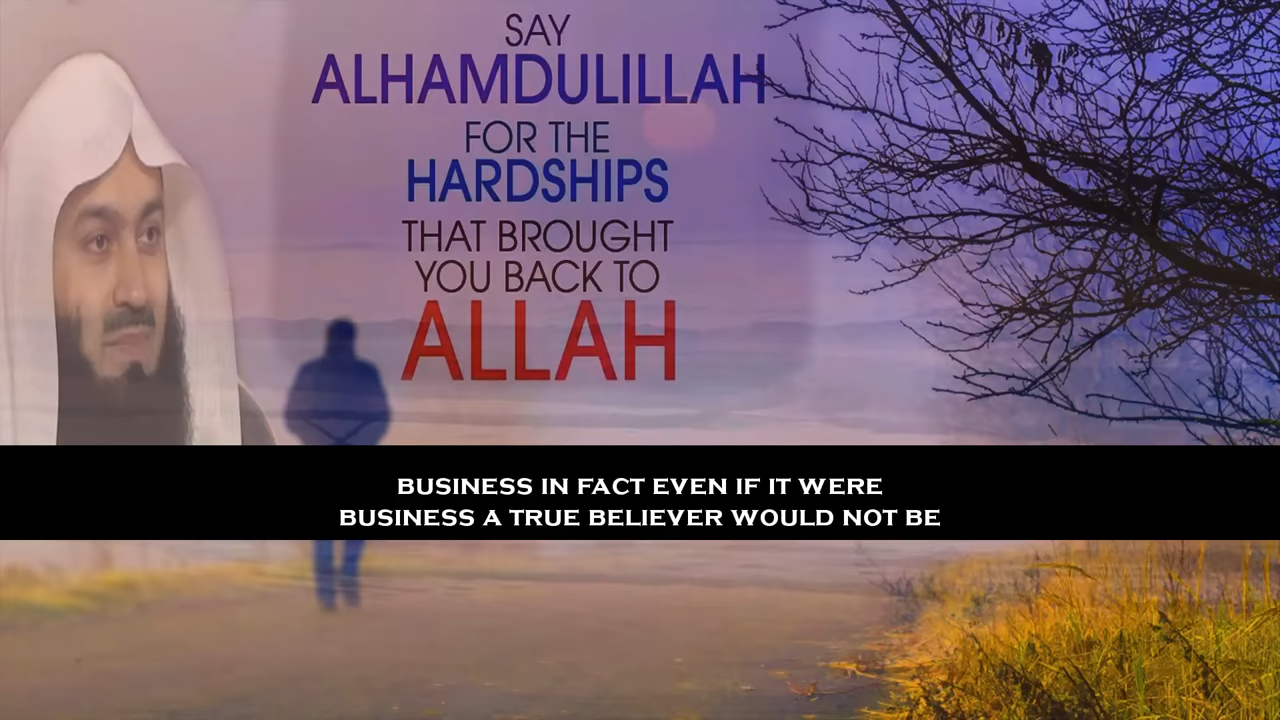 SAY
ALHAMDULILLAH
FOR THE
HARDSHIPS
THAT BROUGHT
YOU BACK TO
ALLAH
BUSINESS IN FACT EVEN IF IT WERE
BUSINESS A TRUE BELIEVER WOULD NOT BE